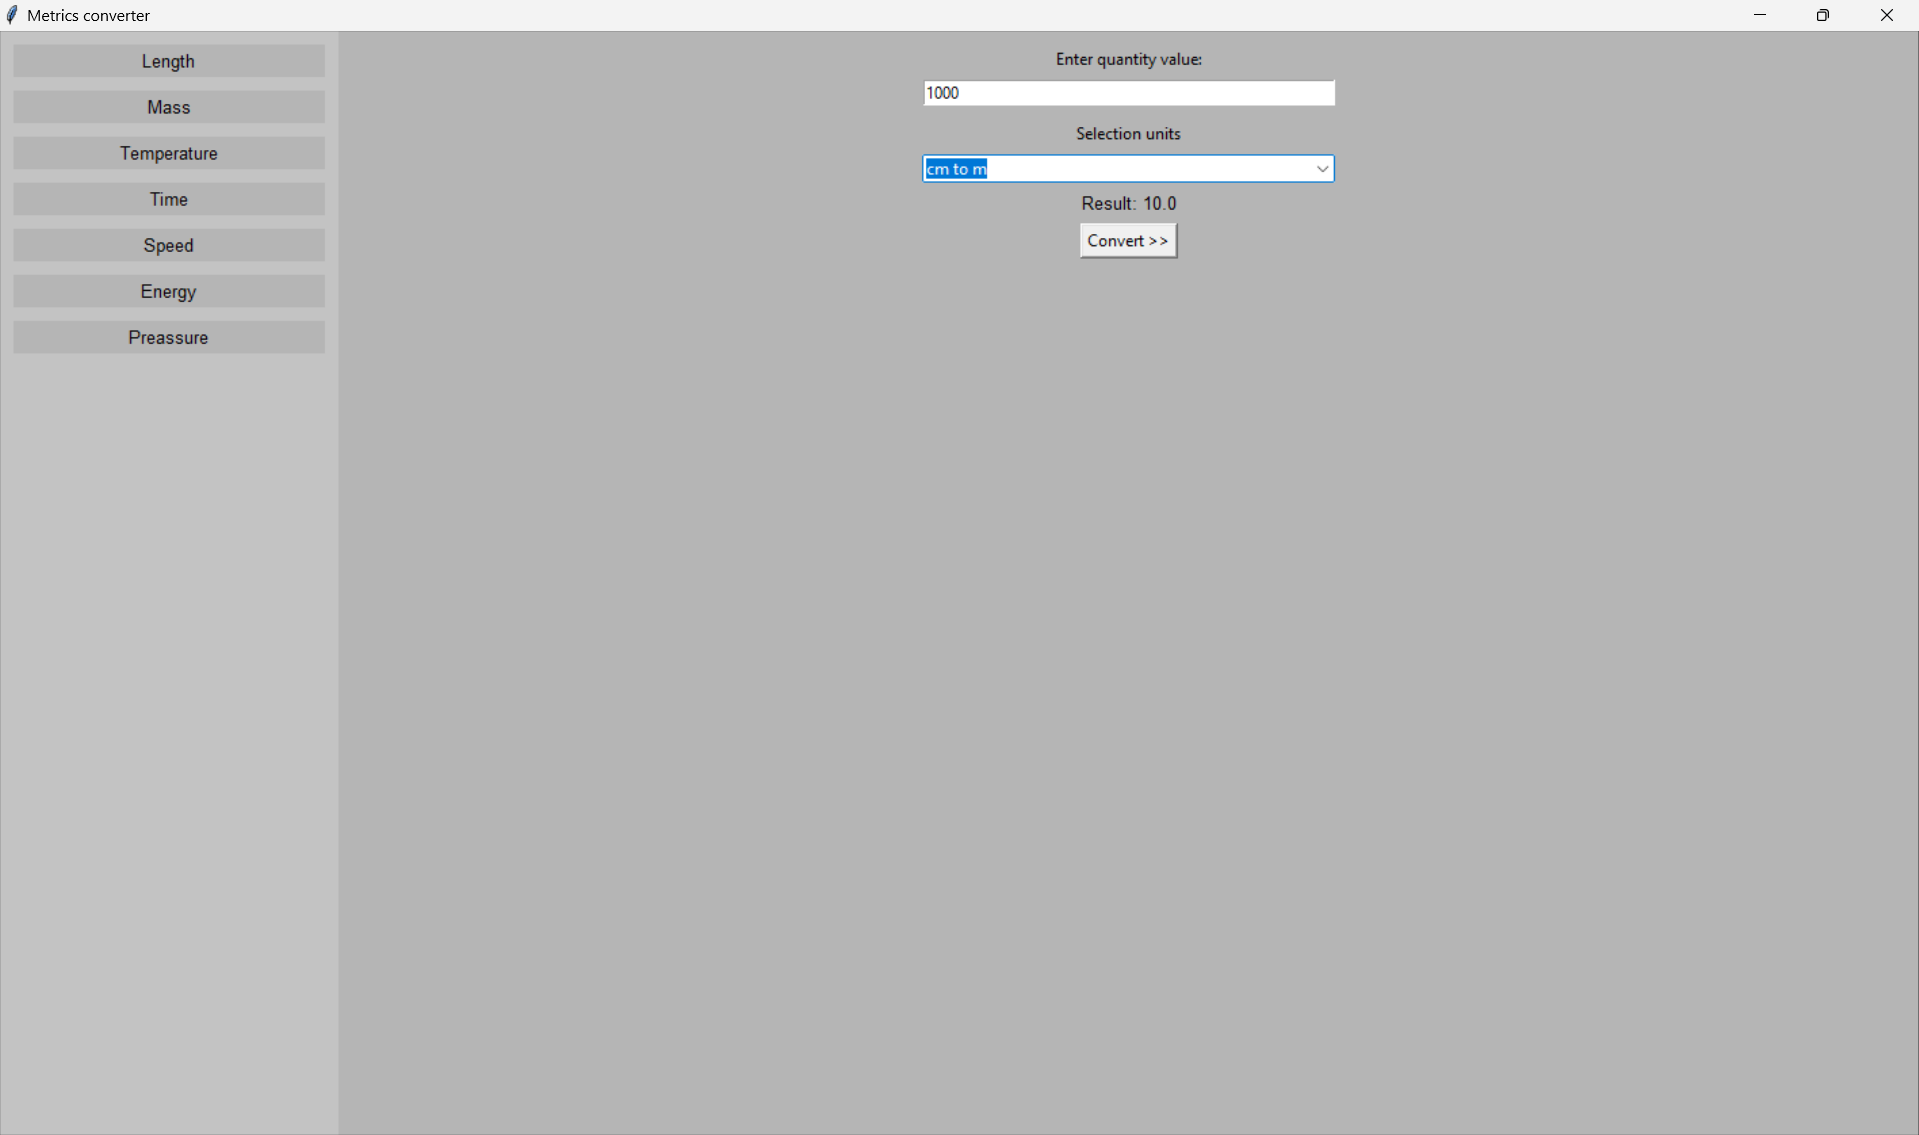 Metrics converter
Length
Mass
Temperature
Time
Speed
Energy
Preassure
Enter quantity value:
1000
Selection units
cm to m
Result: 10.0
Convert >>